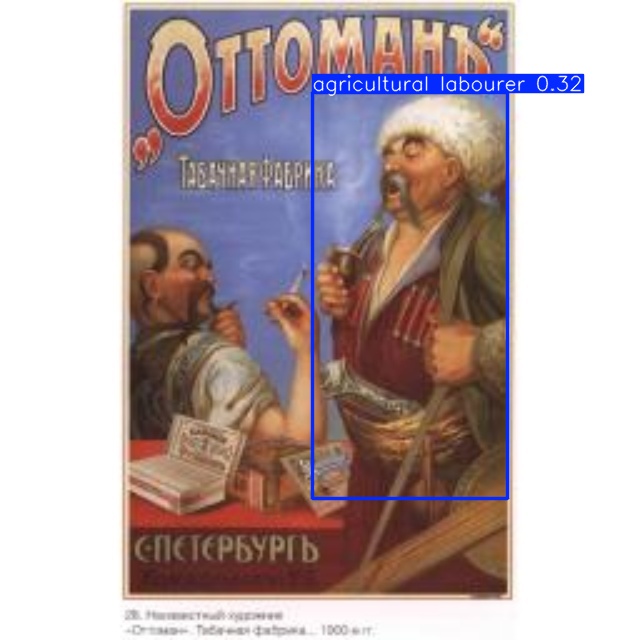 agricultural labourer 0.32
„Оттоманъ“
Табачная фабрика
С-Петербургъ
28. Неизвестный художник
«Оттоман». Табачная фабрика... 1900-е гг.